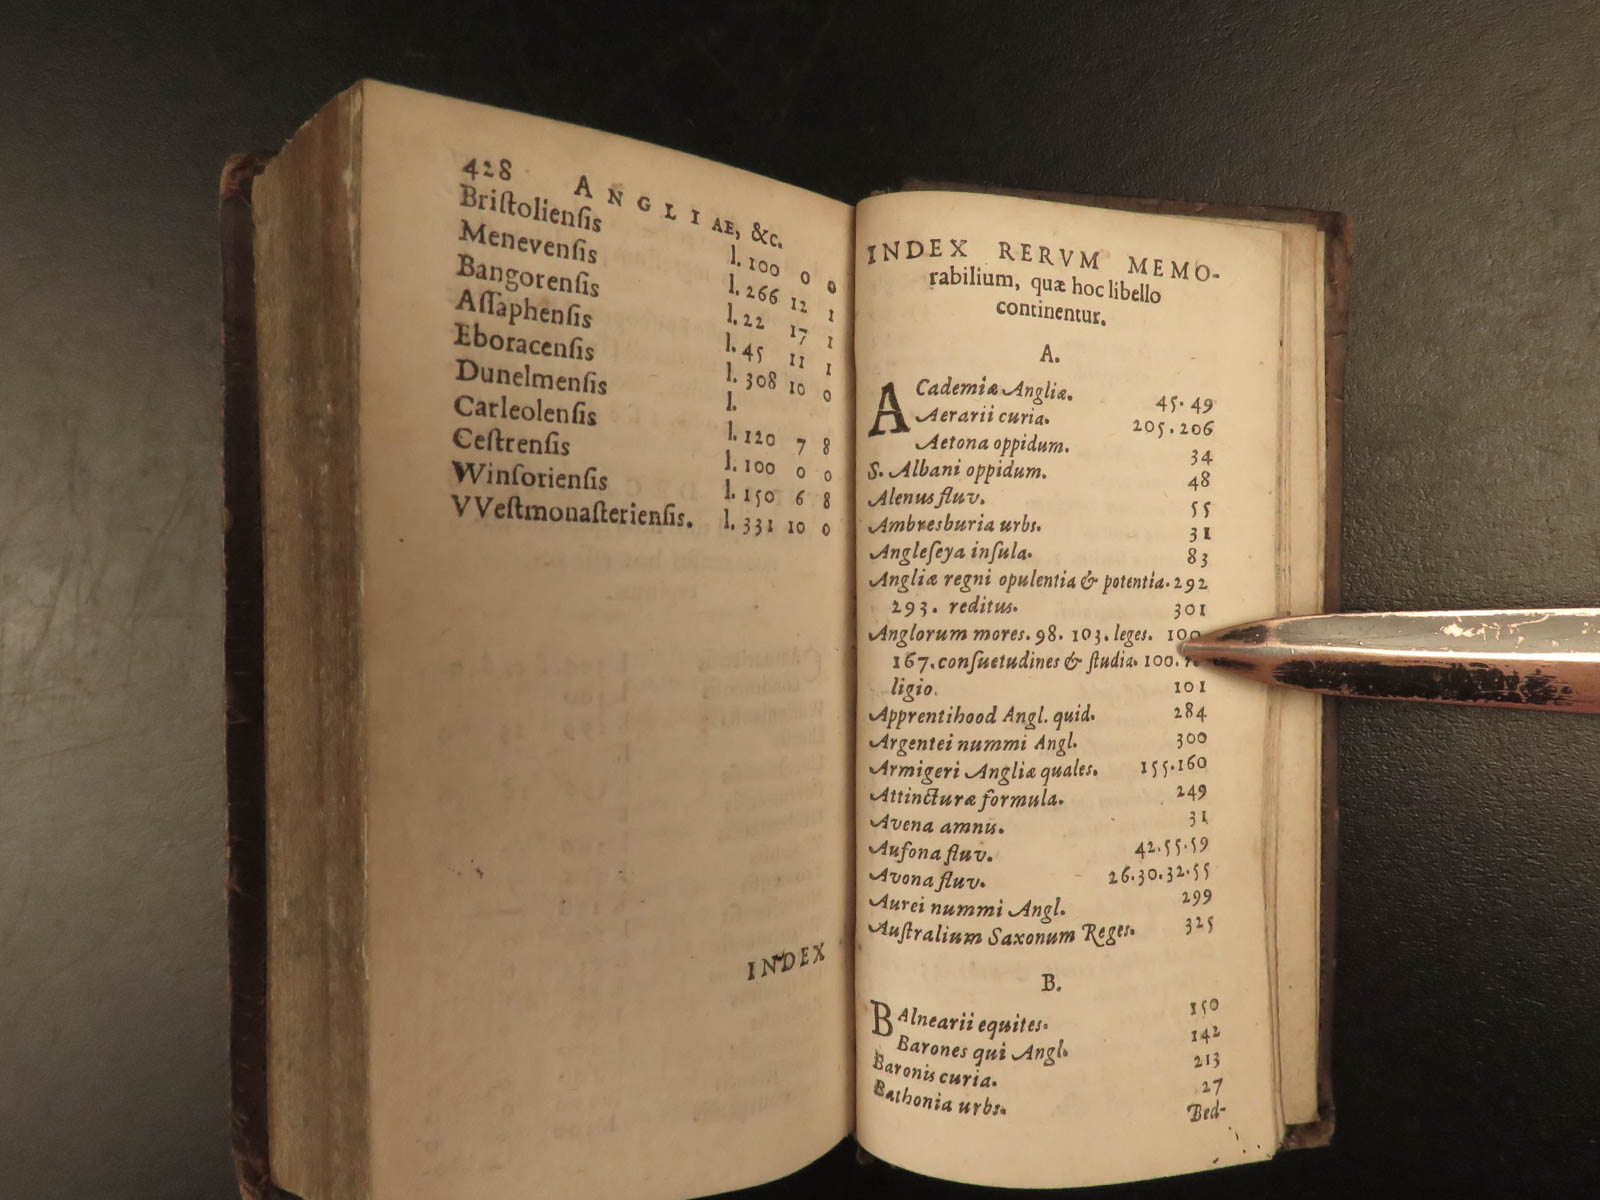 428 ANGLIAE, &c.
Bristoliensis l. 100 0 0
Menevensis l. 266 12 1
Bangorensis l. 22 17 1
Assaphensis l. 45 11 1
Eboracensis l. 308 10 0
Dunelmensis l.
Carleolensis l. 120 7 8
Cestrensis l. 100 0 0
Winsoriensis l. 150 6 8
VVestmonasteriensis. l. 331 10 0
INDEX
INDEX RERVM MEMO-
rabilium, quæ hoc libello
continentur.
A.
ACademiæ Angliæ. 45. 49
Aerarii curia. 205. 206
Aetona oppidum. 34
S. Albani oppidum. 48
Alenus fluv. 55
Ambresburia urbs. 31
Angleseya insula. 83
Angliæ regni opulentia & potentia. 292
293. reditus. 301
Anglorum mores. 98. 103. leges. 100
167. consuetudines & studia. 100.
ligio. 101
Apprentihood Angl. quid. 284
Argentei nummi Angl. 300
Armigeri Angliæ quales. 155. 160
Attincturæ formula. 249
Avena amnis. 31
Aufona fluv. 42. 55. 59
Avona fluv. 26. 30. 32. 55
Aurei nummi Angl. 299
Australium Saxonum Reges. 325
B.
BAlnearii equites. 150
Barones qui Angl. 142
Baronis curia. 213
Bathonia urbs. 27
Bed-